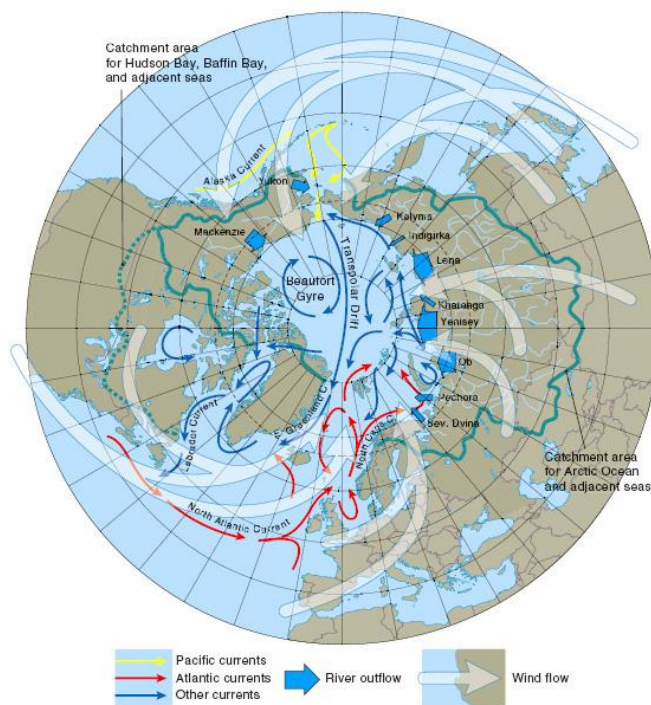 Catchment area
for Hudson Bay, Baffin Bay,
and adjacent seas
Alaska Current
Yukon
Mackenzie
Kolyma
Indigirka
Lena
Khatanga
Yenisey
Ob
Pechora
Sev. Dvina
Beaufort
Gyre
Transpolar Drift
E. Greenland C.
North Cape C.
Labrador Current
North Atlantic Current
Catchment area
for Arctic Ocean
and adjacent seas
Pacific currents
Atlantic currents
Other currents
River outflow
Wind flow